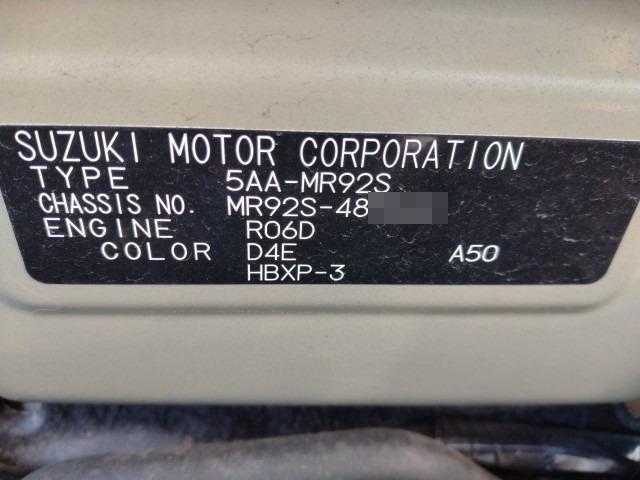 SUZUKI MOTOR CORPORATION
TYPE 5AA-MR92S
CHASSIS NO. MR92S-48
ENGINE R06D
COLOR D4E A50
HBXP-3